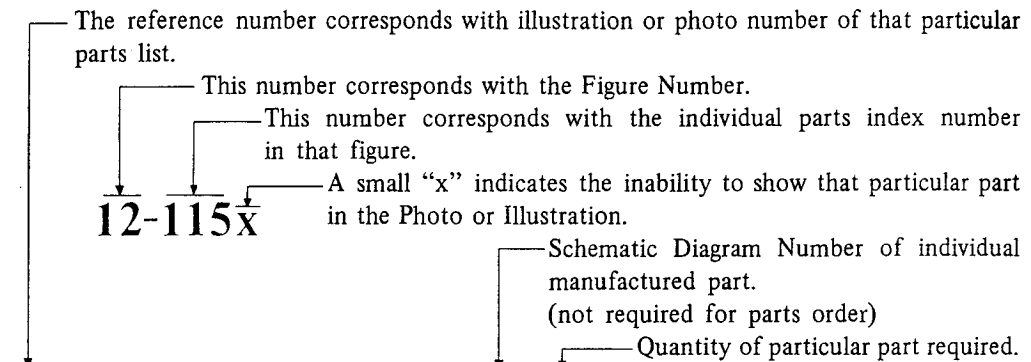 The reference number corresponds with illustration or photo number of that particular
parts list.
This number corresponds with the Figure Number.
This number corresponds with the individual parts index number
in that figure.
A small “x” indicates the inability to show that particular part
in the Photo or Illustration.
12-115x
Schematic Diagram Number of individual
manufactured part.
(not required for parts order)
Quantity of particular part required.